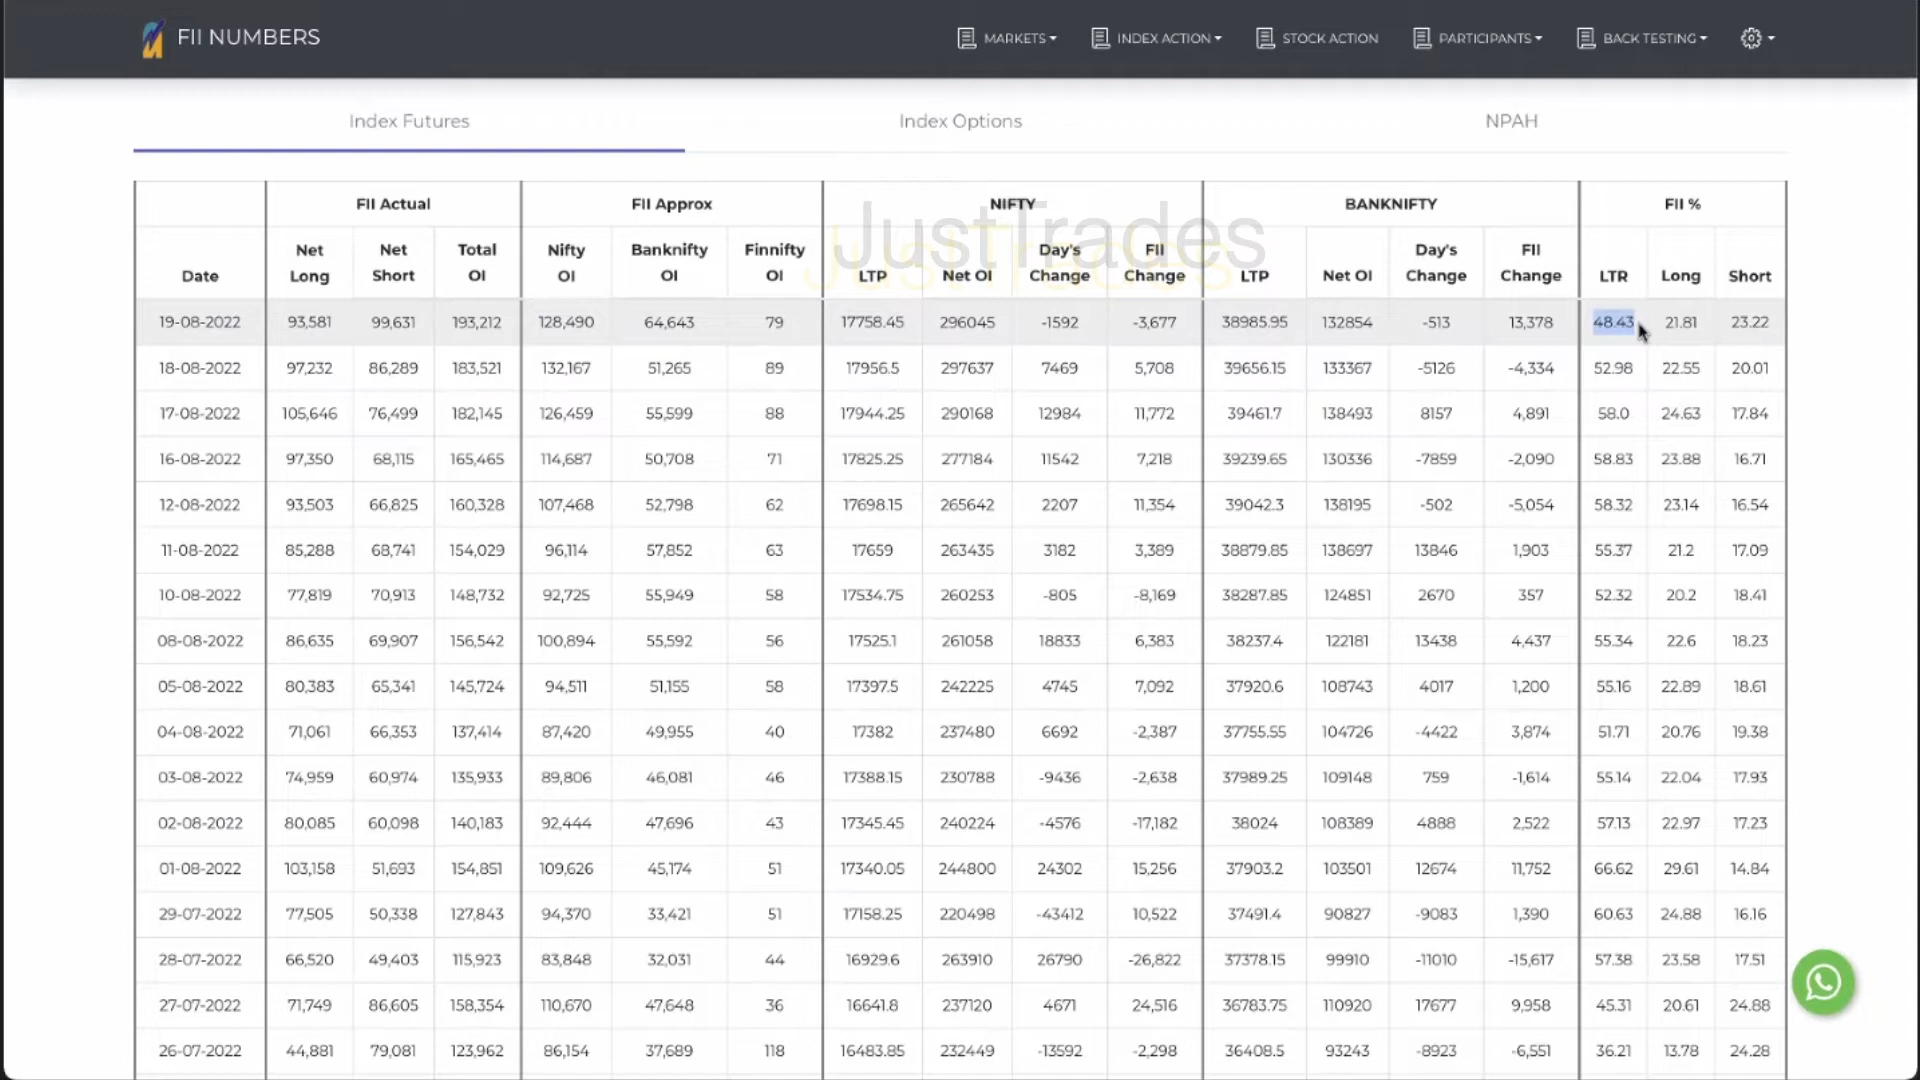 FII NUMBERS
MARKETS INDEX ACTION STOCK ACTION PARTICIPANTS BACK TESTING
Index Futures Index Options NPAH
FII Actual FII Approx NIFTY BANKNIFTY FII %
JustTrades
JustTrades
Date Net Long Net Short Total OI Nifty OI Banknifty OI Finnifty OI LTP Net OI Day's Change FII Change LTP Net OI Day's Change FII Change LTR Long Short
19-08-2022 93,581 99,631 193,212 128,490 64,643 79 17758.45 296045 -1592 -3,677 38985.95 132854 -513 13,378 48.43 21.81 23.22
18-08-2022 97,232 86,289 183,521 132,167 51,265 89 17956.5 297637 7469 5,708 39656.15 133367 -5126 -4,334 52.98 22.55 20.01
17-08-2022 105,646 76,499 182,145 126,459 55,599 88 17944.25 290168 12984 11,772 39461.7 138493 8157 4,891 58.0 24.63 17.84
16-08-2022 97,350 68,115 165,465 114,687 50,708 71 17825.25 277184 11542 7,218 39239.65 130336 -7859 -2,090 58.83 23.88 16.71
12-08-2022 93,503 66,825 160,328 107,468 52,798 62 17698.15 265642 2207 11,354 39042.3 138195 -502 -5,054 58.32 23.14 16.54
11-08-2022 85,288 68,741 154,029 96,114 57,852 63 17659 263435 3182 3,389 38879.85 138697 13846 1,903 55.37 21.2 17.09
10-08-2022 77,819 70,913 148,732 92,725 55,949 58 17534.75 260253 -805 -8,169 38287.85 124851 2670 357 52.32 20.2 18.41
08-08-2022 86,635 69,907 156,542 100,894 55,592 56 17525.1 261058 18833 6,383 38237.4 122181 13438 4,437 55.34 22.6 18.23
05-08-2022 80,383 65,341 145,724 94,511 51,155 58 17397.5 242225 4745 7,092 37920.6 108743 4017 1,200 55.16 22.89 18.61
04-08-2022 71,061 66,353 137,414 87,420 49,955 40 17382 237480 6692 -2,387 37755.55 104726 -4422 3,874 51.71 20.76 19.38
03-08-2022 74,959 60,974 135,933 89,806 46,081 46 17388.15 230788 -9436 -2,638 37989.25 109148 759 -1,614 55.14 22.04 17.93
02-08-2022 80,085 60,098 140,183 92,444 47,696 43 17345.45 240224 -4576 -17,182 38024 108389 4888 2,522 57.13 22.97 17.23
01-08-2022 103,158 51,693 154,851 109,626 45,174 51 17340.05 244800 24302 15,256 37903.2 103501 12674 11,752 66.62 29.61 14.84
29-07-2022 77,505 50,338 127,843 94,370 33,421 51 17158.25 220498 -43412 10,522 37491.4 90827 -9083 1,390 60.63 24.88 16.16
28-07-2022 66,520 49,403 115,923 83,848 32,031 44 16929.6 263910 26790 -26,822 37378.15 99910 -11010 -15,617 57.38 23.58 17.51
27-07-2022 71,749 86,605 158,354 110,670 47,648 36 16641.8 237120 4671 24,516 36783.75 110920 17677 9,958 45.31 20.61 24.88
26-07-2022 44,881 79,081 123,962 86,154 37,689 118 16483.85 232449 -13592 -2,298 36408.5 93243 -8923 -6,551 36.21 13.78 24.28